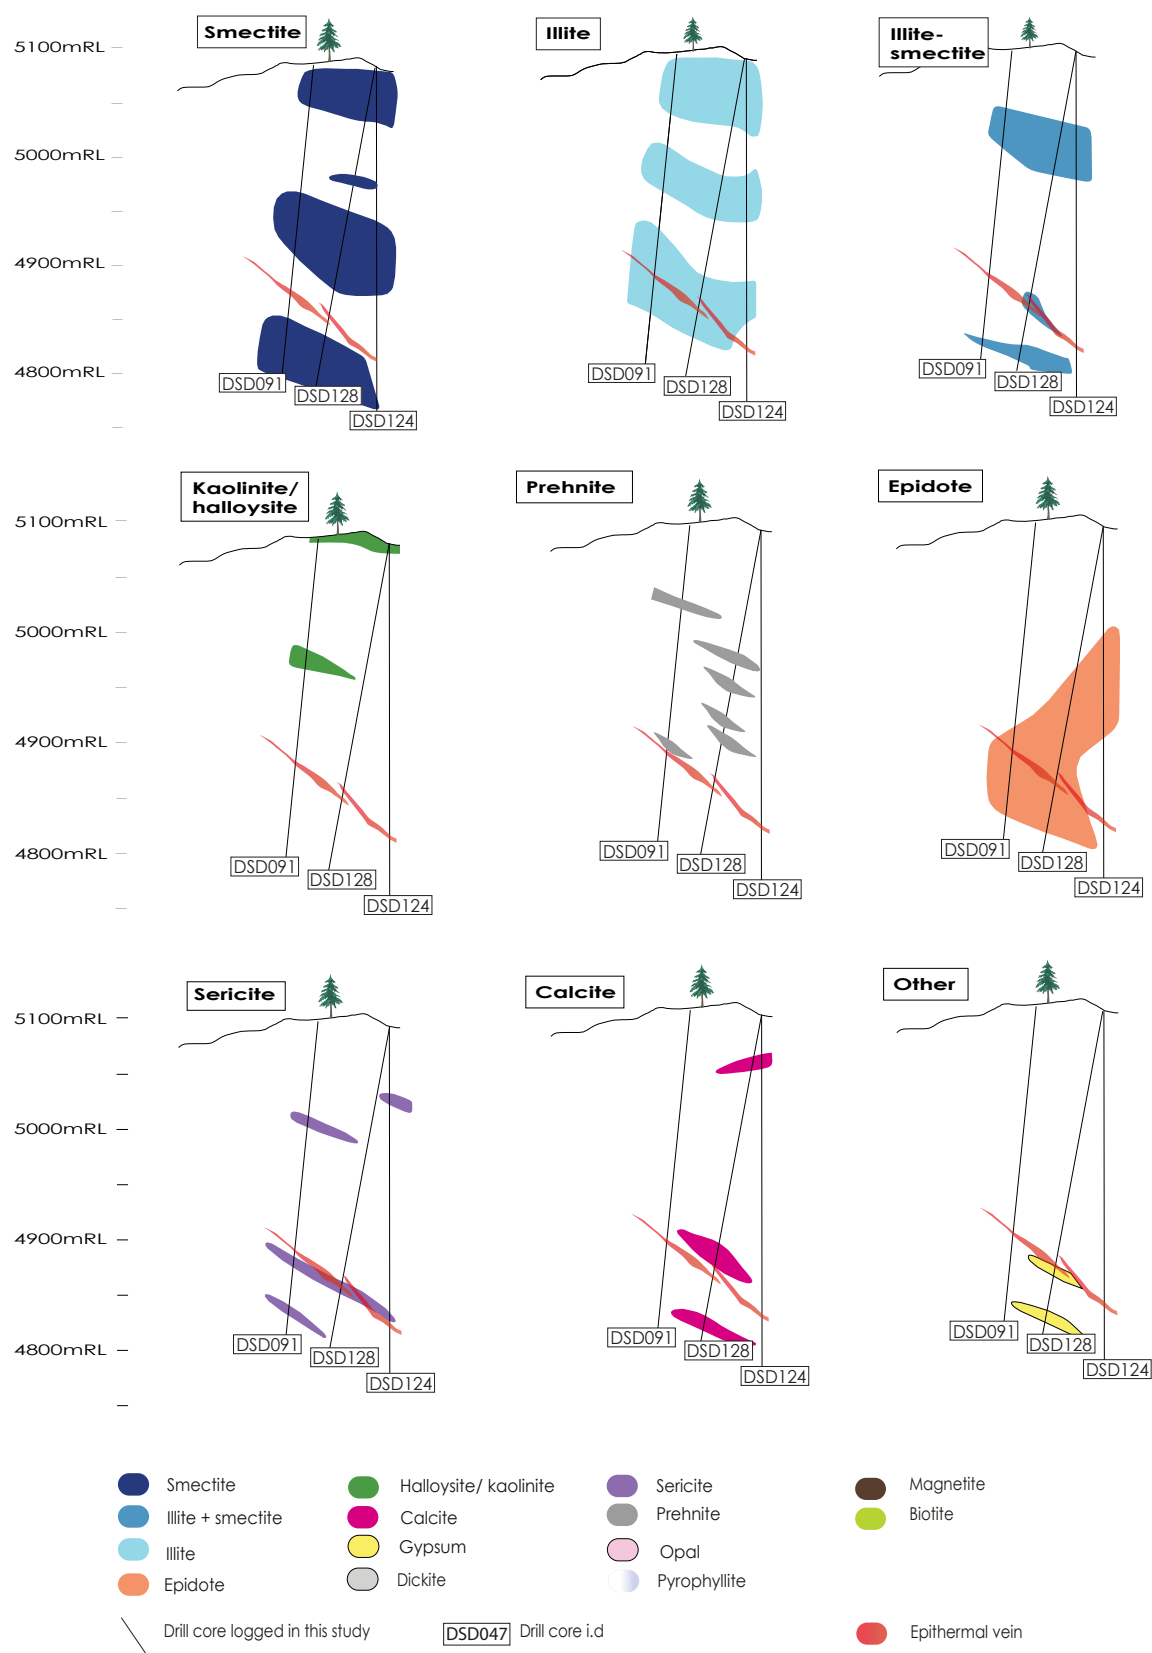 Smectite
Illite
Illite-
smectite
5100mRL
5000mRL
4900mRL
4800mRL
DSD091
DSD128
DSD124
DSD091
DSD128
DSD124
DSD091
DSD128
DSD124
Kaolinite/
halloysite
Prehnite
Epidote
5100mRL
5000mRL
4900mRL
4800mRL
DSD091
DSD128
DSD124
DSD091
DSD128
DSD124
DSD091
DSD128
DSD124
Sericite
Calcite
Other
5100mRL
5000mRL
4900mRL
4800mRL
DSD091
DSD128
DSD124
DSD091
DSD128
DSD124
DSD091
DSD128
DSD124
Smectite
Illite + smectite
Illite
Epidote
Halloysite/ kaolinite
Calcite
Gypsum
Dickite
Sericite
Prehnite
Opal
Pyrophyllite
Magnetite
Biotite
Drill core logged in this study
DSD047 Drill core i.d
Epithermal vein